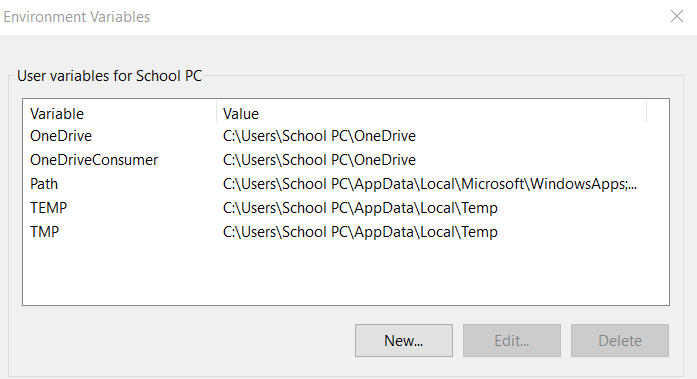 Environment Variables
User variables for School PC
Variable Value
OneDrive C:\Users\School PC\OneDrive
OneDriveConsumer C:\Users\School PC\OneDrive
Path C:\Users\School PC\AppData\Local\Microsoft\WindowsApps;...
TEMP C:\Users\School PC\AppData\Local\Temp
TMP C:\Users\School PC\AppData\Local\Temp
New... Edit... Delete